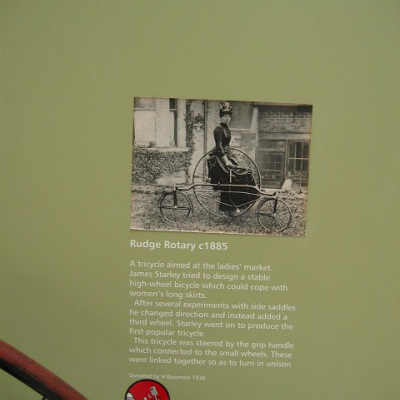 Rudge Rotary c1885
A tricycle aimed at the ladies' market.
James Starley tried to design a stable
high-wheel bicycle which could cope with
women's long skirts.
After several experiments with side saddles
he changed direction and instead added a
third wheel. Starley went on to produce the
first popular tricycle.
This tricycle was steered by the grip handle
which connected to the small wheels. These
were linked together so as to turn in unison
Donated by H 1936